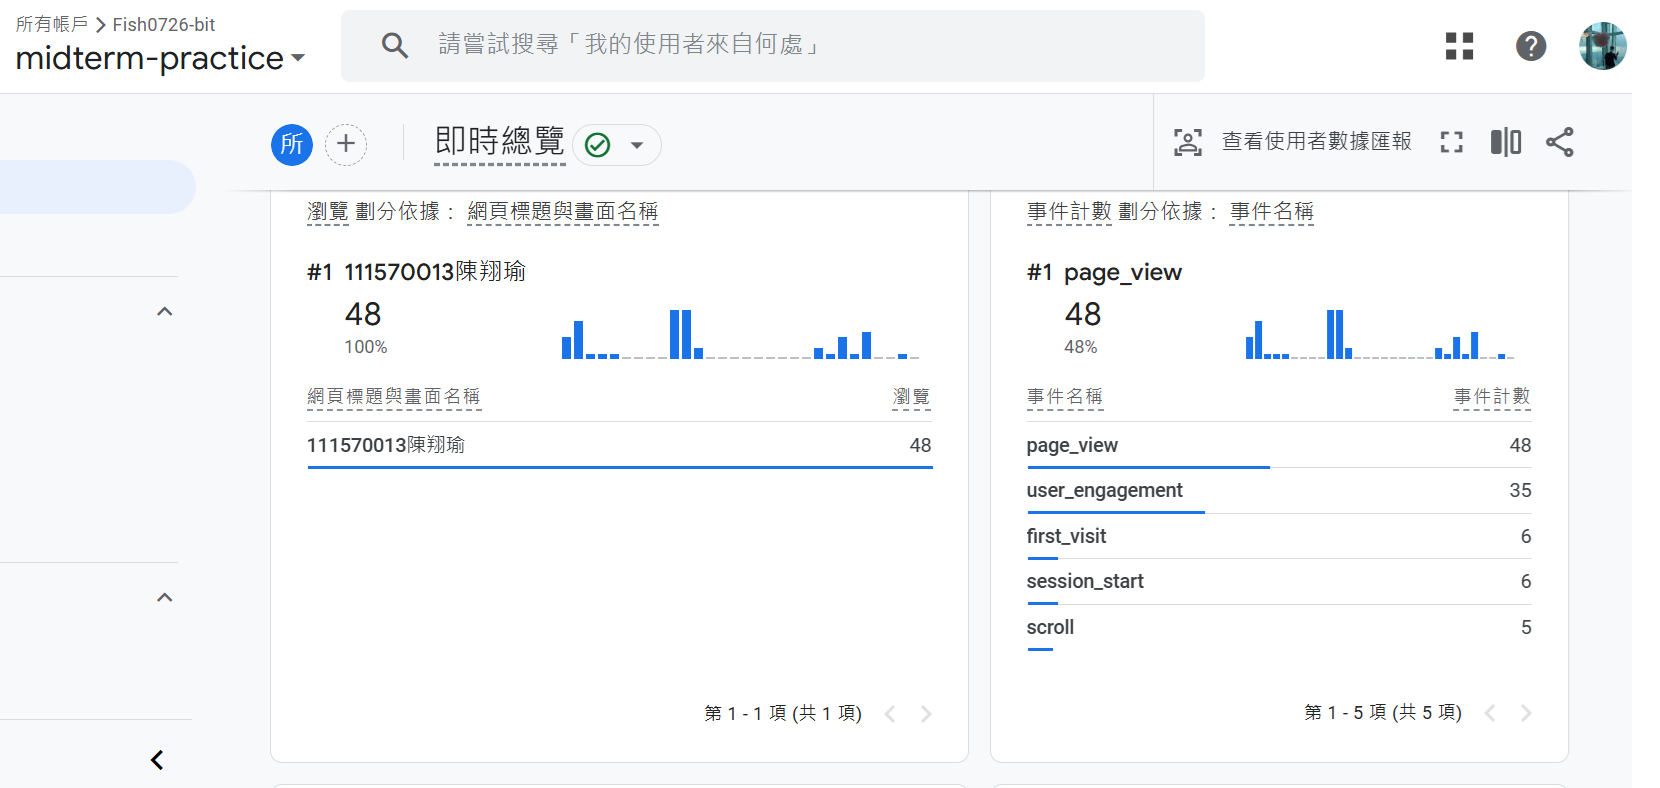 所有帳戶 > Fish0726-bit
midterm-practice
請嘗試搜尋「我的使用者來自何處」
所
即時總覽
查看使用者數據匯報
瀏覽 劃分依據： 網頁標題與畫面名稱
#1 111570013陳翔瑜
48
100%
網頁標題與畫面名稱 瀏覽
111570013陳翔瑜 48
第 1 - 1 項 (共 1 項)
事件計數 劃分依據： 事件名稱
#1 page_view
48
48%
事件名稱 事件計數
page_view 48
user_engagement 35
first_visit 6
session_start 6
scroll 5
第 1 - 5 項 (共 5 項)